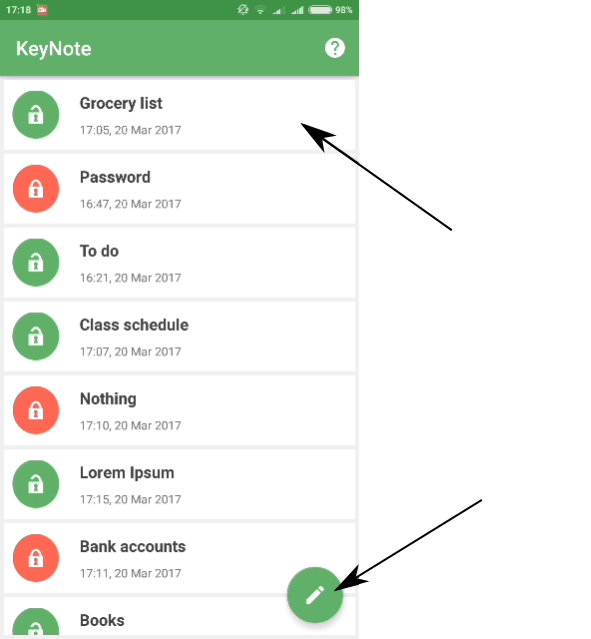 17:18 98%
KeyNote
Grocery list
17:05, 20 Mar 2017
Password
16:47, 20 Mar 2017
To do
16:21, 20 Mar 2017
Class schedule
17:07, 20 Mar 2017
Nothing
17:10, 20 Mar 2017
Lorem Ipsum
17:15, 20 Mar 2017
Bank accounts
17:11, 20 Mar 2017
Books